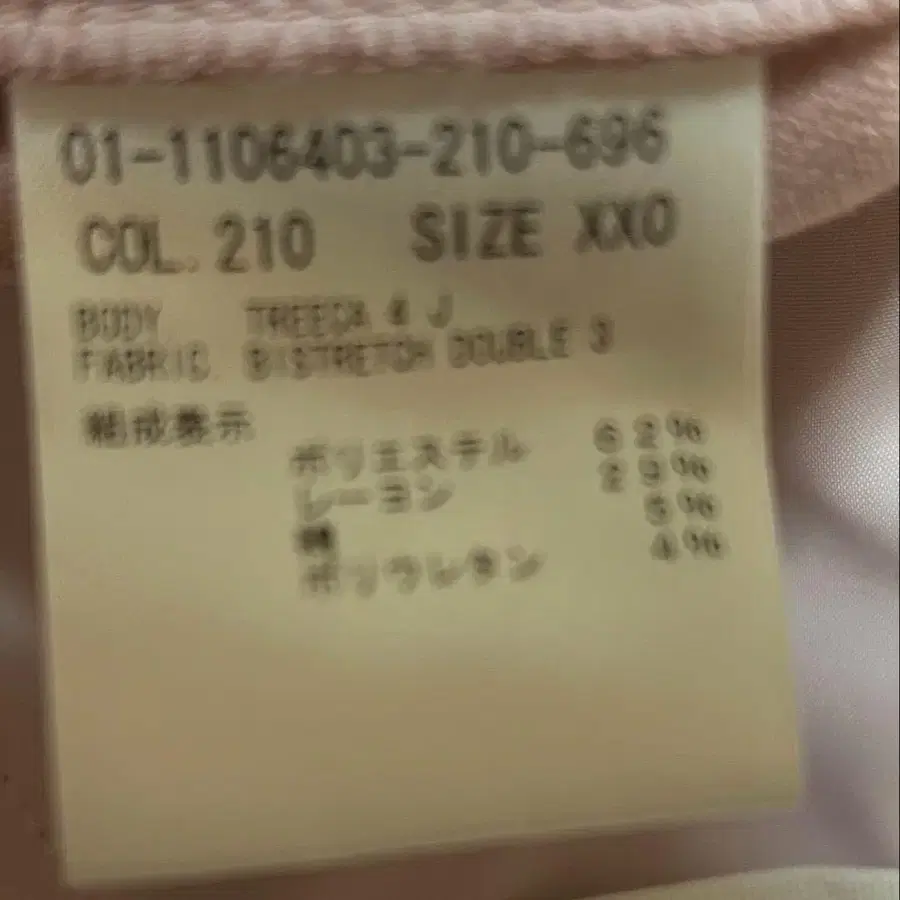 01-1106403-210-696
COL. 210 SIZE XX0
BODY TREECA 4 J
FABRIC BISTRETCH DOUBLE 3
組成表示
ポリエステル 62%
レーヨン 29%
綿 5%
ポリウレタン 4%